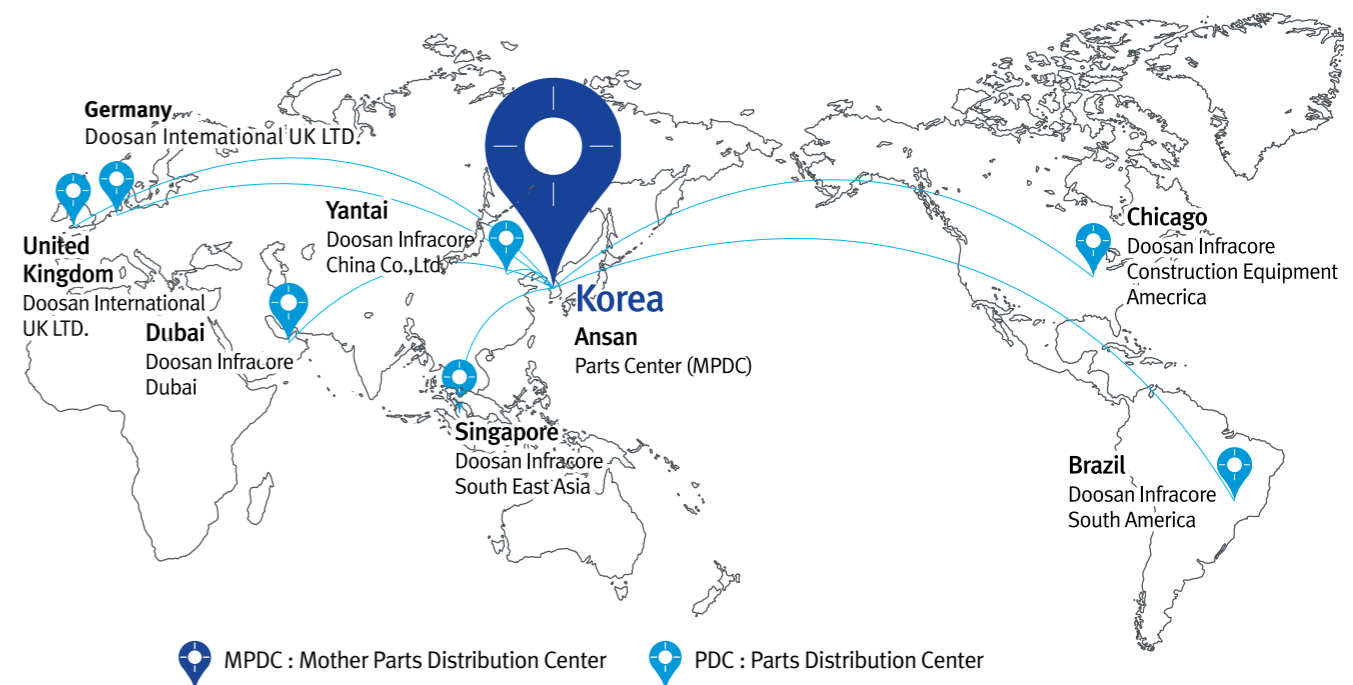 Germany
Doosan International UK LTD.
United
Kingdom
Doosan International
UK LTD.
Dubai
Doosan Infracore
Dubai
Yantai
Doosan Infracore
China Co.,Ltd.
Korea
Ansan
Parts Center (MPDC)
Singapore
Doosan Infracore
South East Asia
Chicago
Doosan Infracore
Construction Equipment
Amecrica
Brazil
Doosan Infracore
South America
MPDC : Mother Parts Distribution Center
PDC : Parts Distribution Center